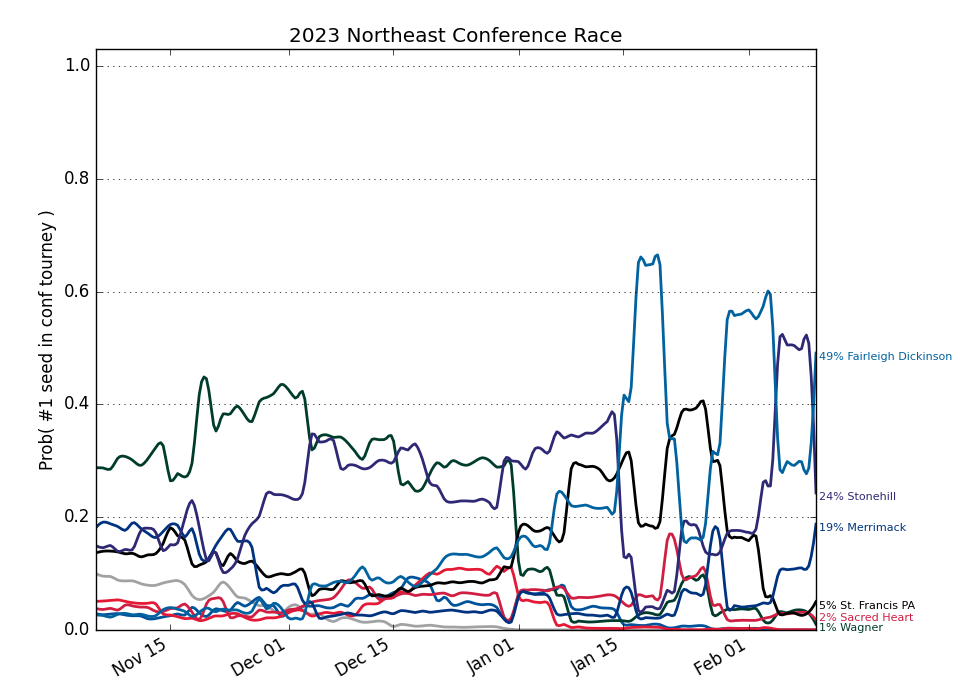 2023 Northeast Conference Race
Prob( #1 seed in conf tourney )
1.0
0.8
0.6
0.4
0.2
0.0
Nov 15
Dec 01
Dec 15
Jan 01
Jan 15
Feb 01
49% Fairleigh Dickinson
24% Stonehill
19% Merrimack
5% St. Francis PA
2% Sacred Heart
1% Wagner